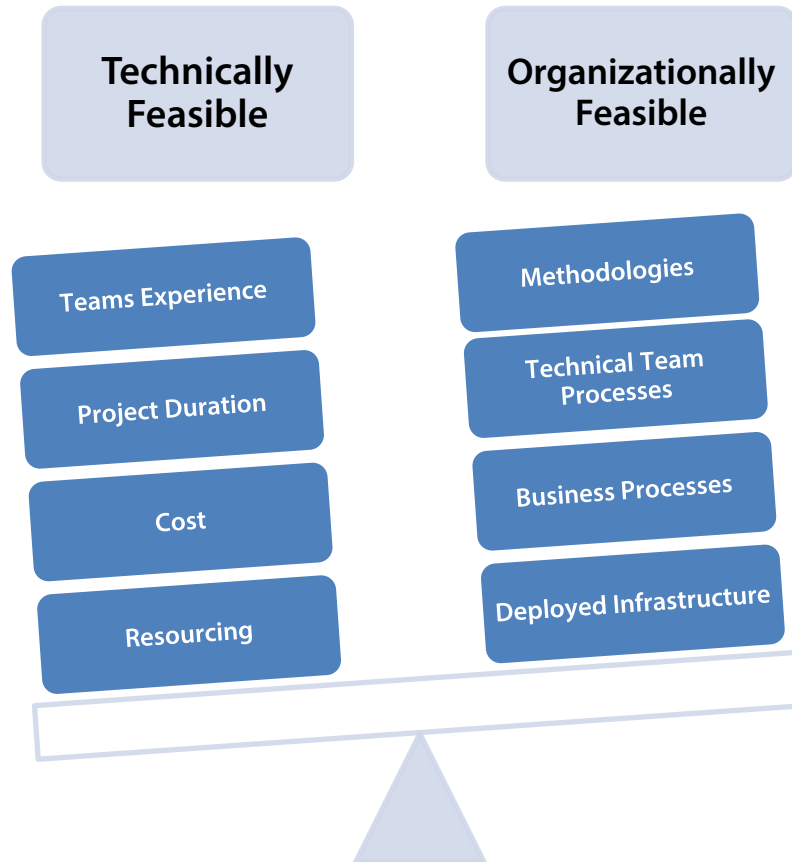 Technically
Feasible
Organizationally
Feasible
Teams Experience
Project Duration
Cost
Resourcing
Methodologies
Technical Team
Processes
Business Processes
Deployed Infrastructure